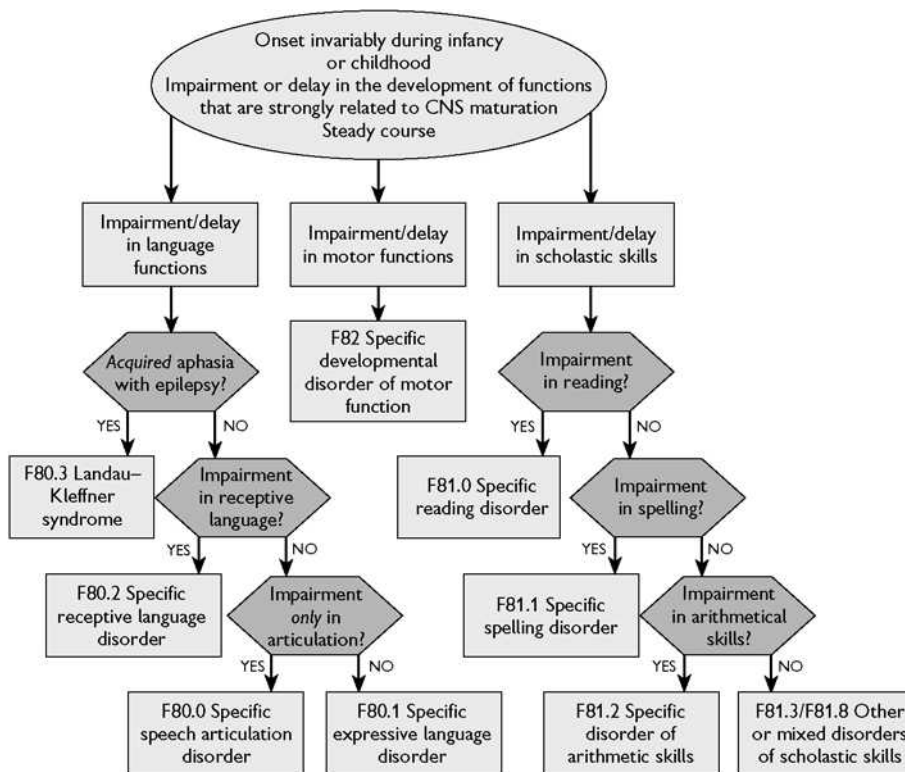 Onset invariably during infancy
or childhood
Impairment or delay in the development of functions
that are strongly related to CNS maturation
Steady course
Impairment/delay
in language
functions
Impairment/delay
in motor functions
Impairment/delay
in scholastic skills
Acquired aphasia
with epilepsy?
F82 Specific
developmental
disorder of motor
function
Impairment
in reading?
YES
NO
YES
NO
F80.3 Landau–
Kleffner
syndrome
Impairment
in receptive
language?
F81.0 Specific
reading disorder
Impairment
in spelling?
YES
NO
YES
NO
F80.2 Specific
receptive language
disorder
Impairment
only in
articulation?
F81.1 Specific
spelling disorder
Impairment
in arithmetical
skills?
YES
NO
YES
NO
F80.0 Specific
speech articulation
disorder
F80.1 Specific
expressive language
disorder
F81.2 Specific
disorder of
arithmetic skills
F81.3/F81.8 Other
or mixed disorders
of scholastic skills